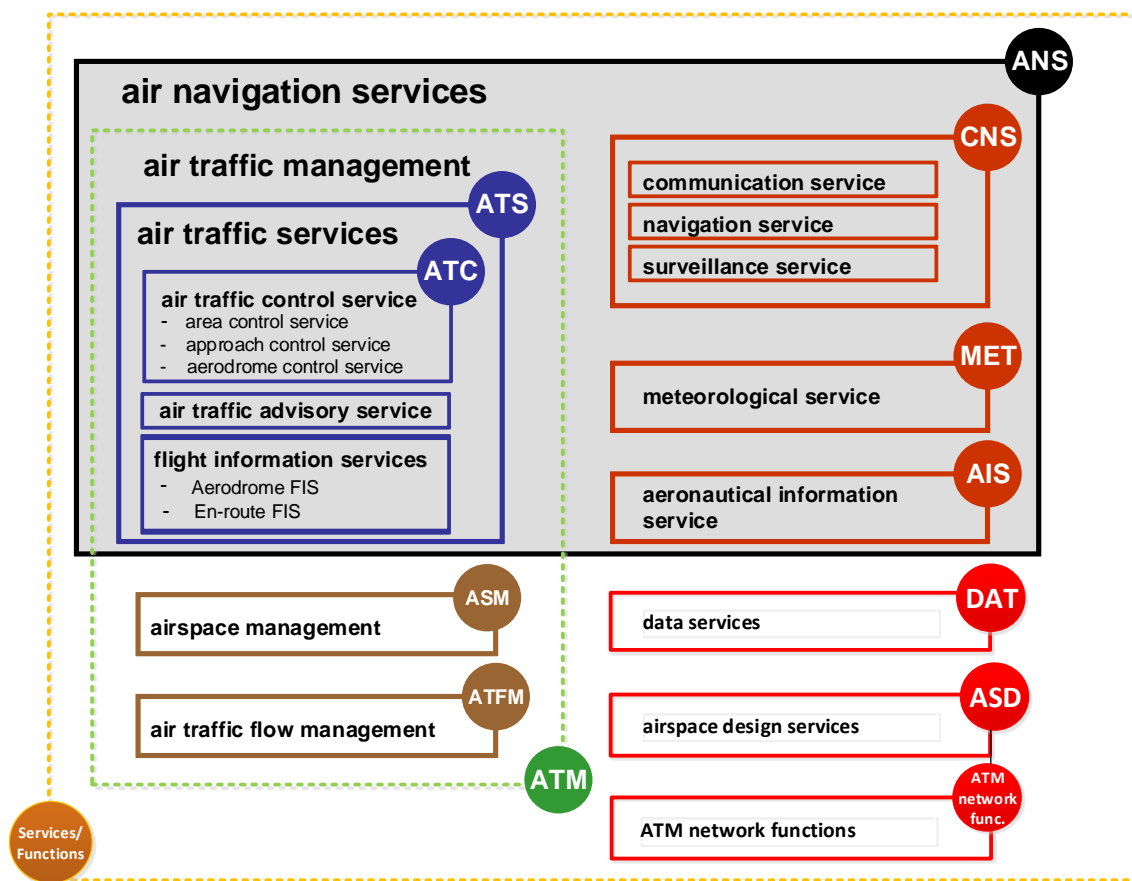 ANS
air navigation services
air traffic management
ATS
air traffic services
ATC
air traffic control service
- area control service
- approach control service
- aerodrome control service
air traffic advisory service
flight information services
- Aerodrome FIS
- En-route FIS
CNS
communication service
navigation service
surveillance service
MET
meteorological service
AIS
aeronautical information
service
ASM
airspace management
ATFM
air traffic flow management
ATM
DAT
data services
ASD
airspace design services
ATM
network
func.
ATM network functions
Services/
Functions